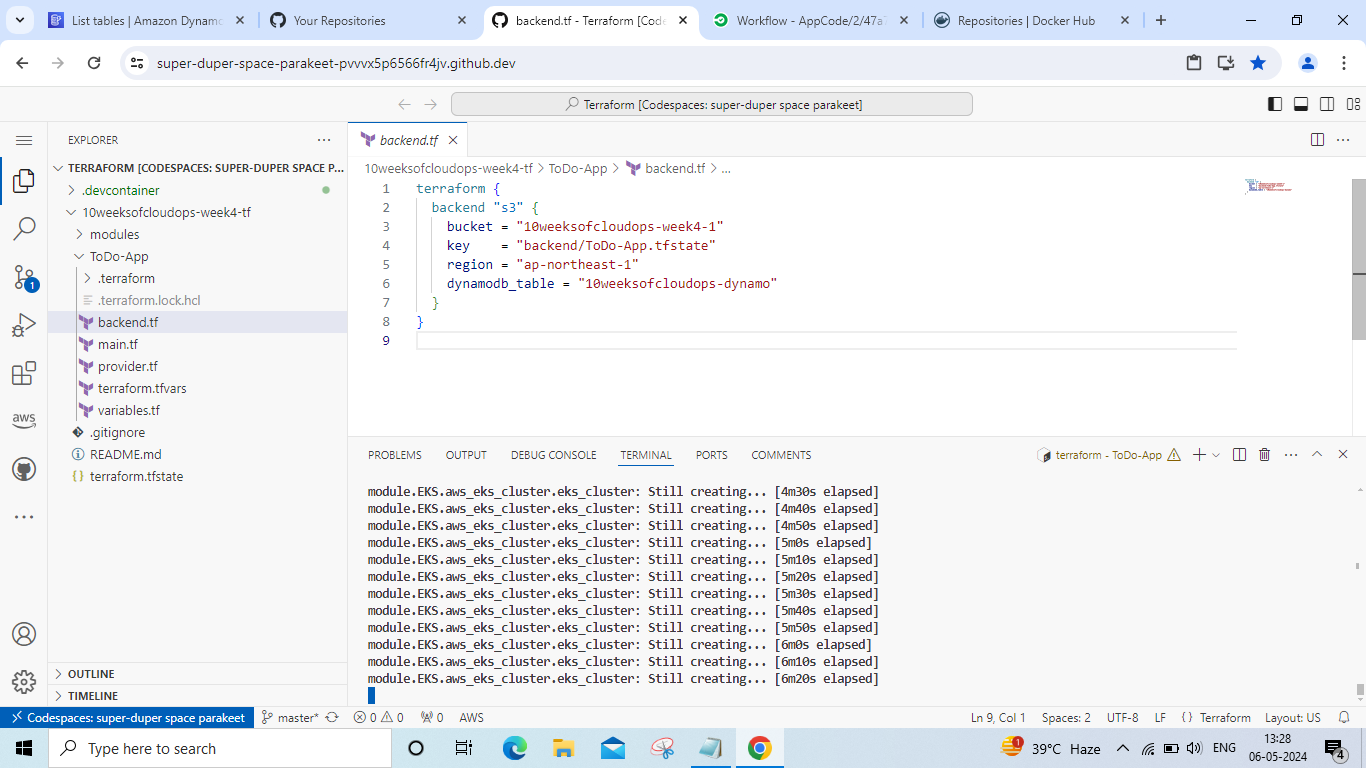 List tables | Amazon Dynamo
Your Repositories
backend.tf - Terraform [Code
Workflow - AppCode/2/47a7
Repositories | Docker Hub
super-duper-space-parakeet-pvvvx5p6566fr4jv.github.dev
Terraform [Codespaces: super-duper space parakeet]
EXPLORER
TERRAFORM [CODESPACES: SUPER-DUPER SPACE P...
.devcontainer
10weeksofcloudops-week4-tf
modules
ToDo-App
.terraform
.terraform.lock.hcl
backend.tf
main.tf
provider.tf
terraform.tfvars
variables.tf
.gitignore
README.md
{} terraform.tfstate
OUTLINE
TIMELINE
1
aws
backend.tf
10weeksofcloudops-week4-tf > ToDo-App > backend.tf > ...
1 terraform {
2 backend "s3" {
3 bucket = "10weeksofcloudops-week4-1"
4 key    = "backend/ToDo-App.tfstate"
5 region = "ap-northeast-1"
6 dynamodb_table = "10weeksofcloudops-dynamo"
7 }
8 }
9
PROBLEMS OUTPUT DEBUG CONSOLE TERMINAL PORTS COMMENTS
terraform - ToDo-App
module.EKS.aws_eks_cluster.eks_cluster: Still creating... [4m30s elapsed]
module.EKS.aws_eks_cluster.eks_cluster: Still creating... [4m40s elapsed]
module.EKS.aws_eks_cluster.eks_cluster: Still creating... [4m50s elapsed]
module.EKS.aws_eks_cluster.eks_cluster: Still creating... [5m0s elapsed]
module.EKS.aws_eks_cluster.eks_cluster: Still creating... [5m10s elapsed]
module.EKS.aws_eks_cluster.eks_cluster: Still creating... [5m20s elapsed]
module.EKS.aws_eks_cluster.eks_cluster: Still creating... [5m30s elapsed]
module.EKS.aws_eks_cluster.eks_cluster: Still creating... [5m40s elapsed]
module.EKS.aws_eks_cluster.eks_cluster: Still creating... [5m50s elapsed]
module.EKS.aws_eks_cluster.eks_cluster: Still creating... [6m0s elapsed]
module.EKS.aws_eks_cluster.eks_cluster: Still creating... [6m10s elapsed]
module.EKS.aws_eks_cluster.eks_cluster: Still creating... [6m20s elapsed]
Codespaces: super-duper space parakeet master* 0 0 0 AWS Ln 9, Col 1 Spaces: 2 UTF-8 LF {} Terraform Layout: US
Type here to search
1
39°C Haze
ENG
13:28
06-05-2024
4